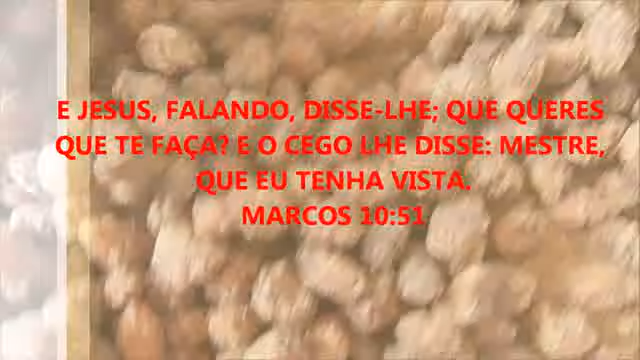 E JESUS, FALANDO, DISSE-LHE; QUE QUERES
QUE TE FAÇA? E O CEGO LHE DISSE: MESTRE,
QUE EU TENHA VISTA.
MARCOS 10:51